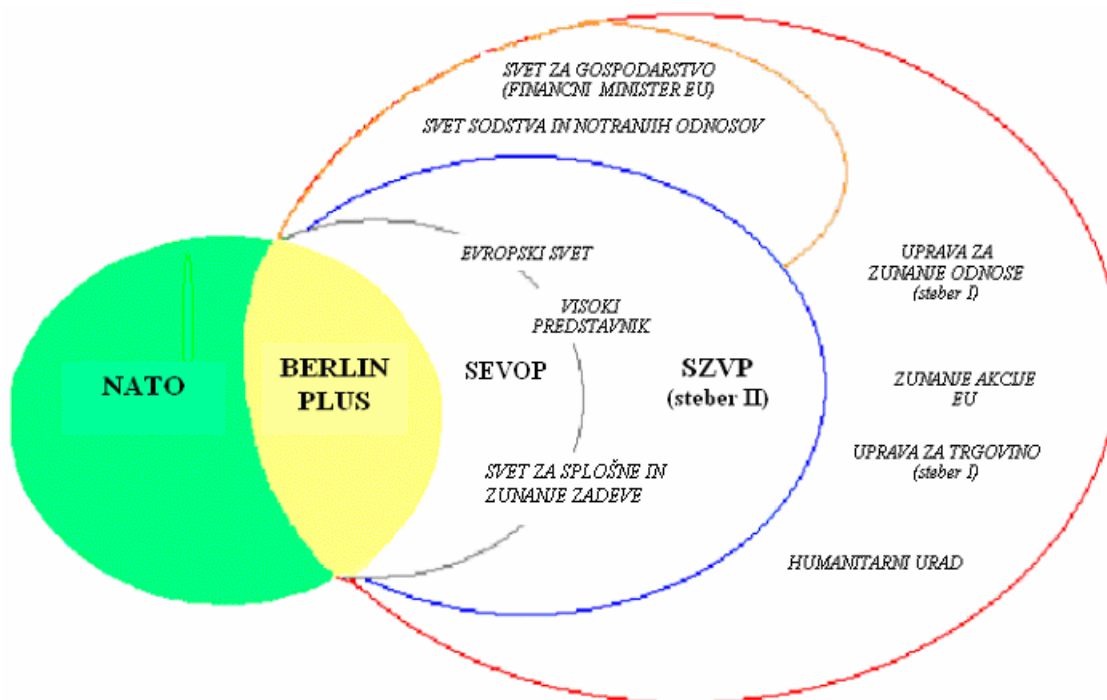 SVET ZA GOSPODARSTVO
(FINANCNI MINISTER EU)
SVET SODSTVA IN NOTRANJIH ODNOSOV
EVROPSKI SVET
VISOKI
PREDSTAVNIK
NATO
BERLIN
PLUS
SEVOP
SZVP
(steber II)
SVET ZA SPLOŠNE IN
ZUNANJE ZADEVE
UPRAVA ZA
ZUNANJE ODNOSE
(steber I)
ZUNANJE AKCIJE
EU
UPRAVA ZA TRGOVINO
(steber I)
HUMANITARNI URAD